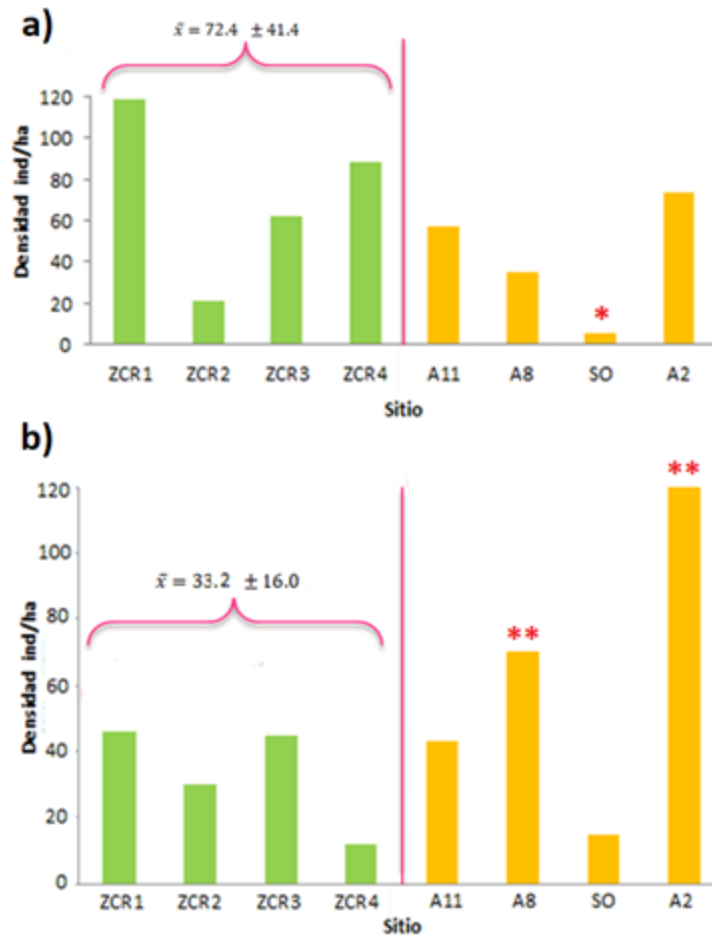 a)
x̄ = 72.4 ± 41.4
Densidad ind/ha
120
100
80
60
40
20
0
*
ZCR1 ZCR2 ZCR3 ZCR4 A11 A8 SO A2
Sitio
b)
x̄ = 33.2 ± 16.0
Densidad ind/ha
120
100
80
60
40
20
0
** **
ZCR1 ZCR2 ZCR3 ZCR4 A11 A8 SO A2
Sitio